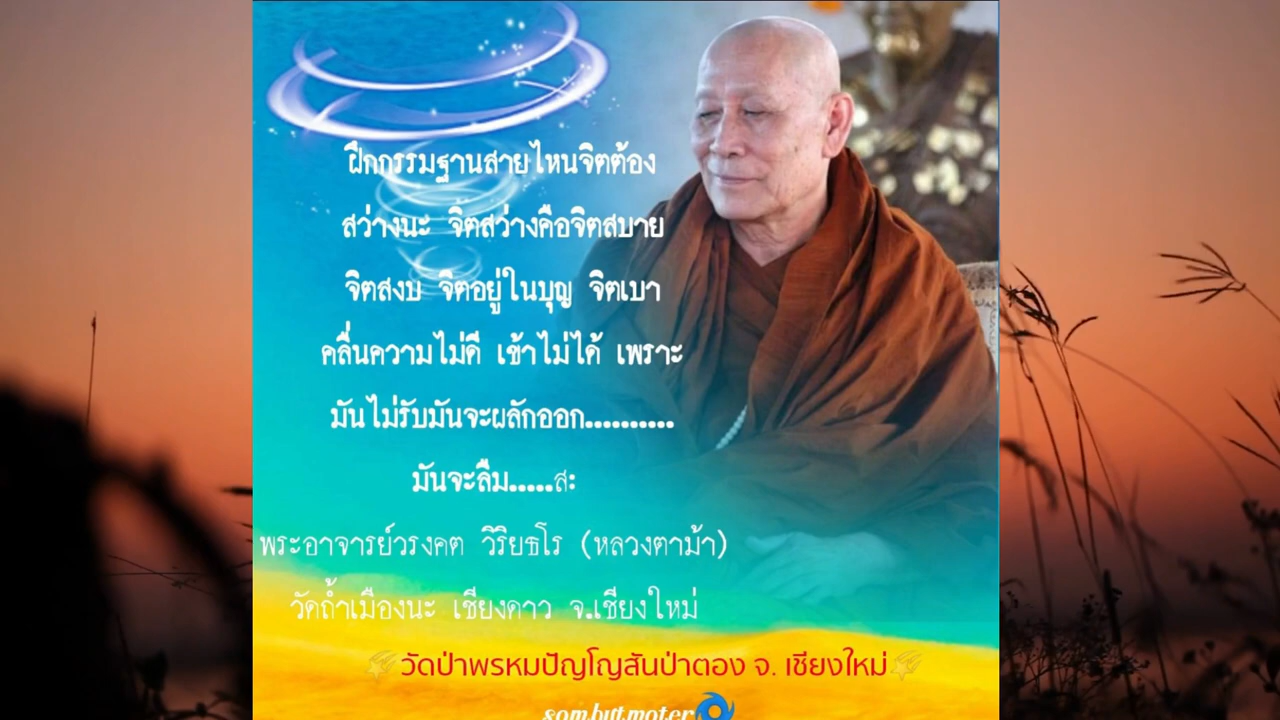 ฝึกกรรมฐานสายไหนจิตต้อง
สว่างนะ จิตสว่างคือจิตสบาย
จิตสงบ จิตอยู่ในบุญ จิตเบา
คลื่นความไม่ดี เข้าไม่ได้ เพราะ
มันไม่รับมันจะผลักออก..........
มันจะลืม.....ส:
พระอาจารย์วรงคต วิริยธโร (หลวงตาม้า)
วัดถ้ำเมืองนะ เชียงดาว จ.เชียงใหม่
วัดป่าพรหมปัญโญสันป่าตอง จ. เชียงใหม่
som.but.moter